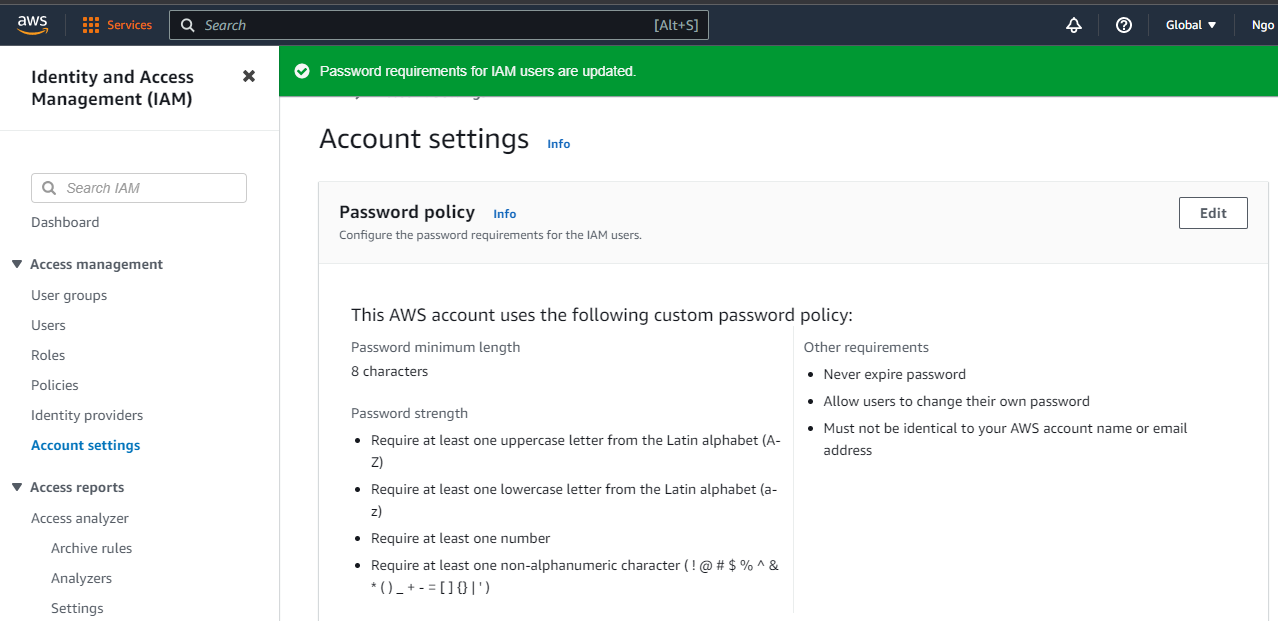 aws
Services
Search
[Alt+S]
Global
Ngo
Identity and Access
Management (IAM)
Search IAM
Dashboard
Access management
User groups
Users
Roles
Policies
Identity providers
Account settings
Access reports
Access analyzer
Archive rules
Analyzers
Settings
Password requirements for IAM users are updated.
Account settings
Info
Password policy
Info
Configure the password requirements for the IAM users.
Edit
This AWS account uses the following custom password policy:
Password minimum length
8 characters
Password strength
• Require at least one uppercase letter from the Latin alphabet (A-
Z)
• Require at least one lowercase letter from the Latin alphabet (a-
z)
• Require at least one number
• Require at least one non-alphanumeric character ( ! @ # $ % ^ &
* ( ) _ + - = [ ] {} | ' )
Other requirements
• Never expire password
• Allow users to change their own password
• Must not be identical to your AWS account name or email
address